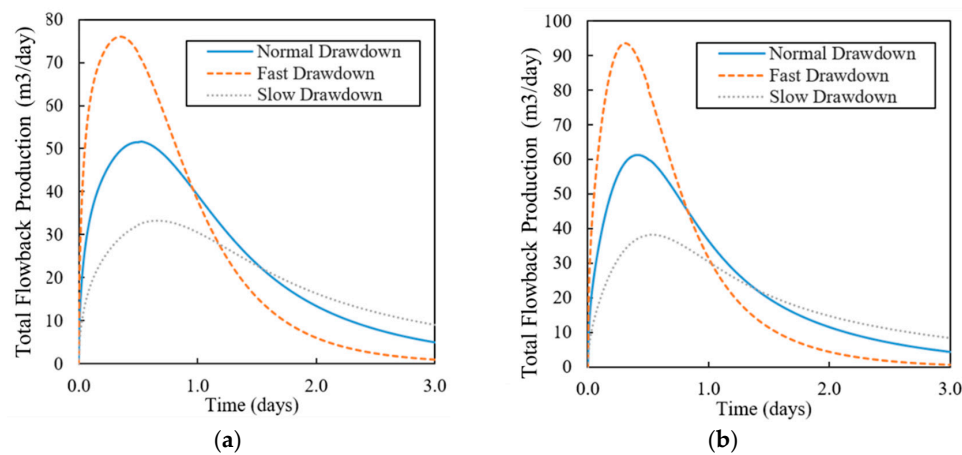 80
70
60
50
40
30
20
10
0
Total Flowback Production (m3/day)
Normal Drawdown
Fast Drawdown
Slow Drawdown
0.0 1.0 2.0 3.0
Time (days)
(a)
100
90
80
70
60
50
40
30
20
10
0
Total Flowback Production (m3/day)
Normal Drawdown
Fast Drawdown
Slow Drawdown
0.0 1.0 2.0 3.0
Time (days)
(b)